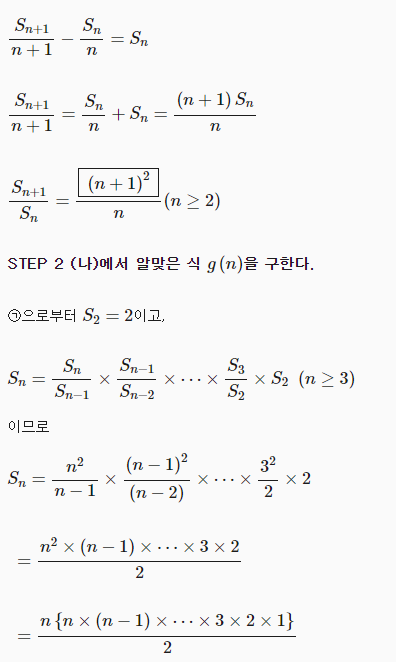 \frac{S_{n+1}}{n+1} - \frac{S_n}{n} = S_n
\frac{S_{n+1}}{n+1} = \frac{S_n}{n} + S_n = \frac{(n+1)S_n}{n}
\frac{S_{n+1}}{S_n} = \frac{\boxed{(n+1)^2}}{n} (n \geq 2)
STEP 2 (나)에서 알맞은 식 g(n)을 구한다.
㉠으로부터 S_2 = 2이고,
S_n = \frac{S_n}{S_{n-1}} \times \frac{S_{n-1}}{S_{n-2}} \times \cdots \times \frac{S_3}{S_2} \times S_2 (n \geq 3)
이므로
S_n = \frac{n^2}{n-1} \times \frac{(n-1)^2}{(n-2)} \times \cdots \times \frac{3^2}{2} \times 2
= \frac{n^2 \times (n-1) \times \cdots \times 3 \times 2}{2}
= \frac{n\{n \times (n-1) \times \cdots \times 3 \times 2 \times 1\}}{2}